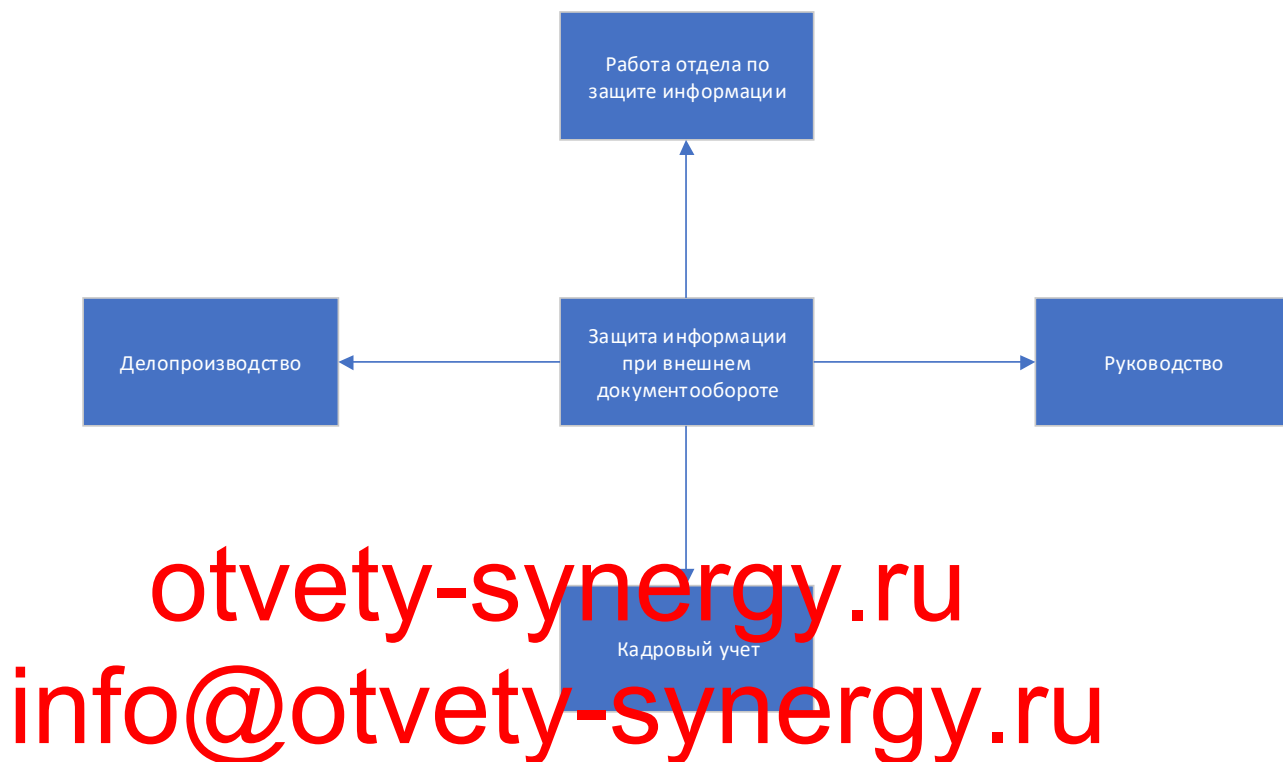 Работа отдела по
защите информации
Делопроизводство
Защита информации
при внешнем
документообороте
Руководство
otvety-synergy.ru
Кадровый учет
info@otvety-synergy.ru